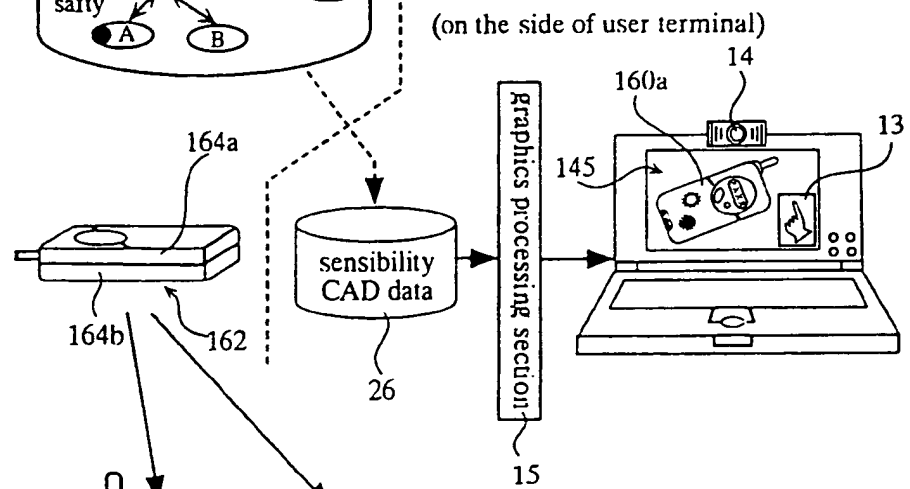 safty
A
B
(on the side of user terminal)
14
160a
13
145
164a
graphics processing section
sensibility
CAD data
164b
162
26
15